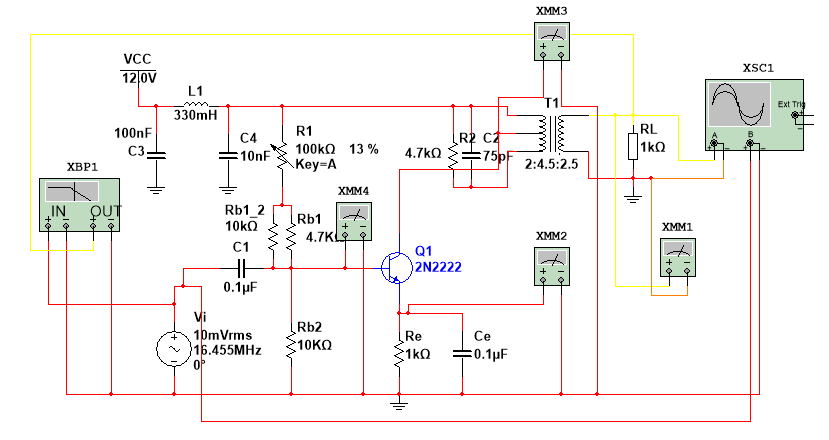 XMM3
VCC
12.0V
L1
330mH
XSC1
Ext Trig
A
B
T1
100nF
C3
C4
10nF
R1
100kΩ
Key=A
13 %
4.7kΩ
R2
C2
75pF
2:4.5:2.5
RL
1kΩ
XBP1
IN
OUT
XMM4
Rb1_2
10kΩ
Rb1
4.7KΩ
C1
0.1µF
Q1
2N2222
XMM2
XMM1
Vi
10mVrms
16.455MHz
0°
Rb2
10KΩ
Re
1kΩ
Ce
0.1µF